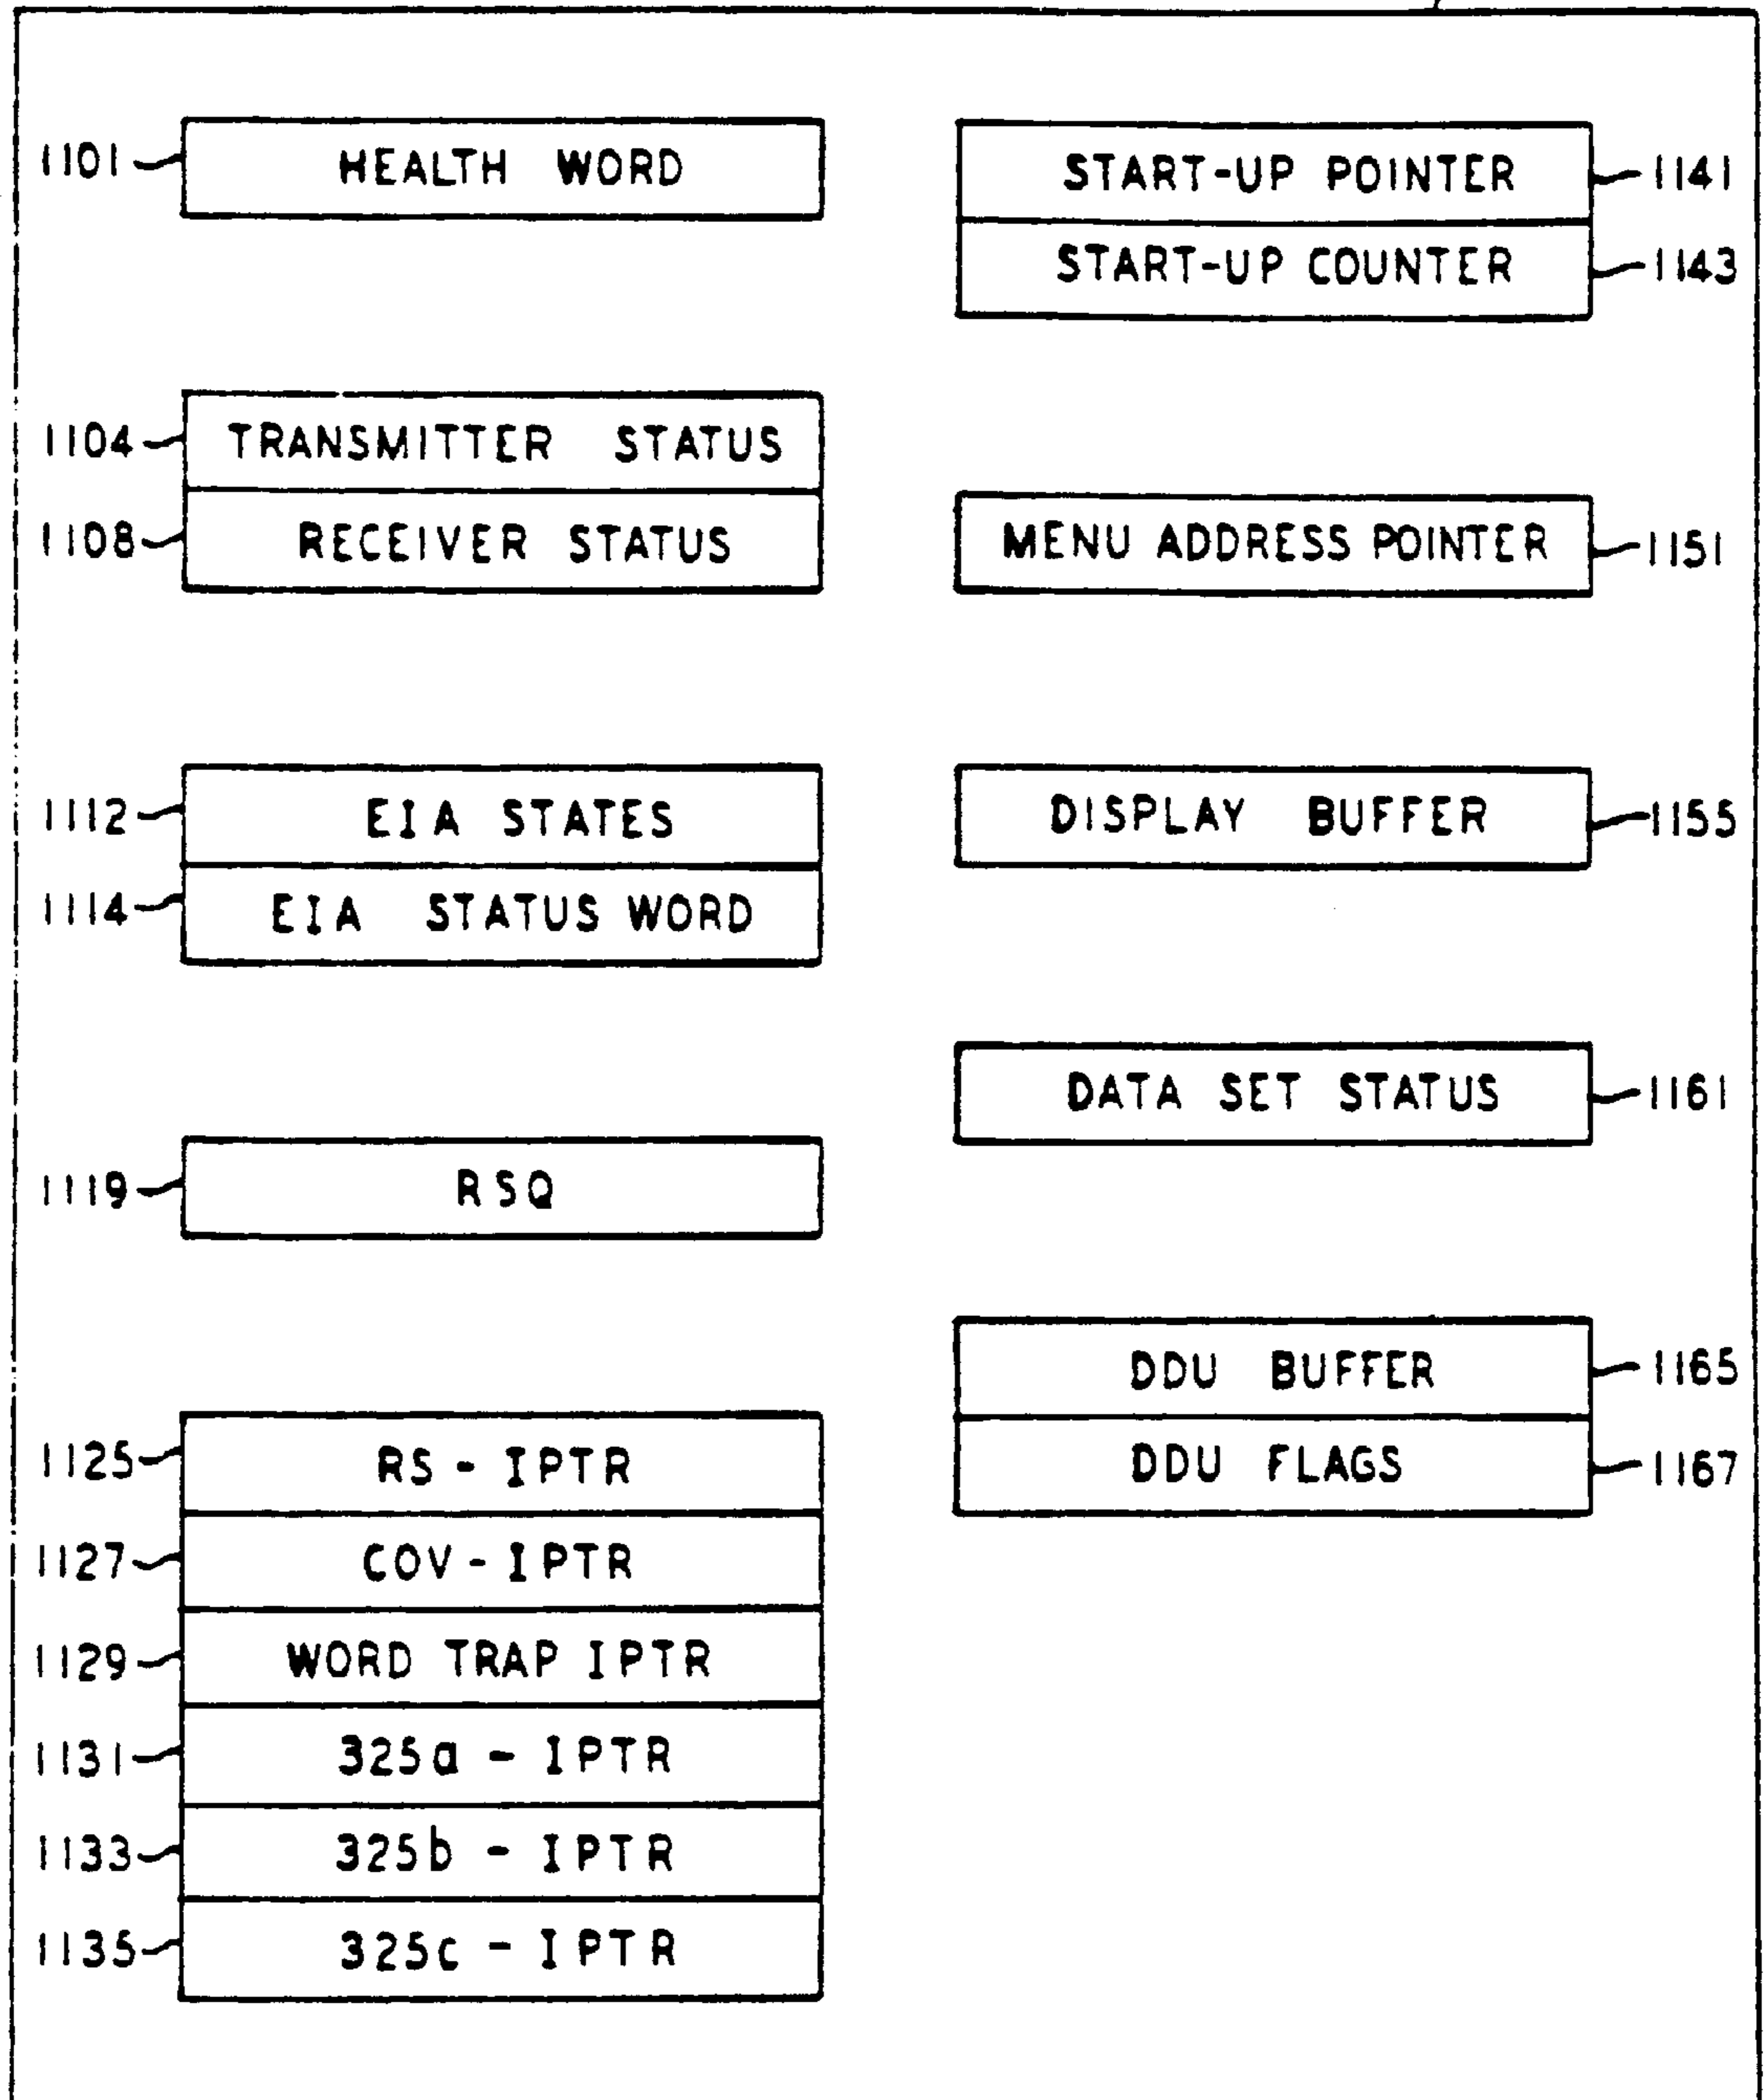 1101 HEALTH WORD
1104 TRANSMITTER STATUS
1108 RECEIVER STATUS
1112 EIA STATES
1114 EIA STATUS WORD
1119 RSQ
1125 RS - IPTR
1127 COV - IPTR
1129 WORD TRAP IPTR
1131 325a - IPTR
1133 325b - IPTR
1135 325c - IPTR
START-UP POINTER 1141
START-UP COUNTER 1143
MENU ADDRESS POINTER 1151
DISPLAY BUFFER 1155
DATA SET STATUS 1161
DDU BUFFER 1165
DDU FLAGS 1167